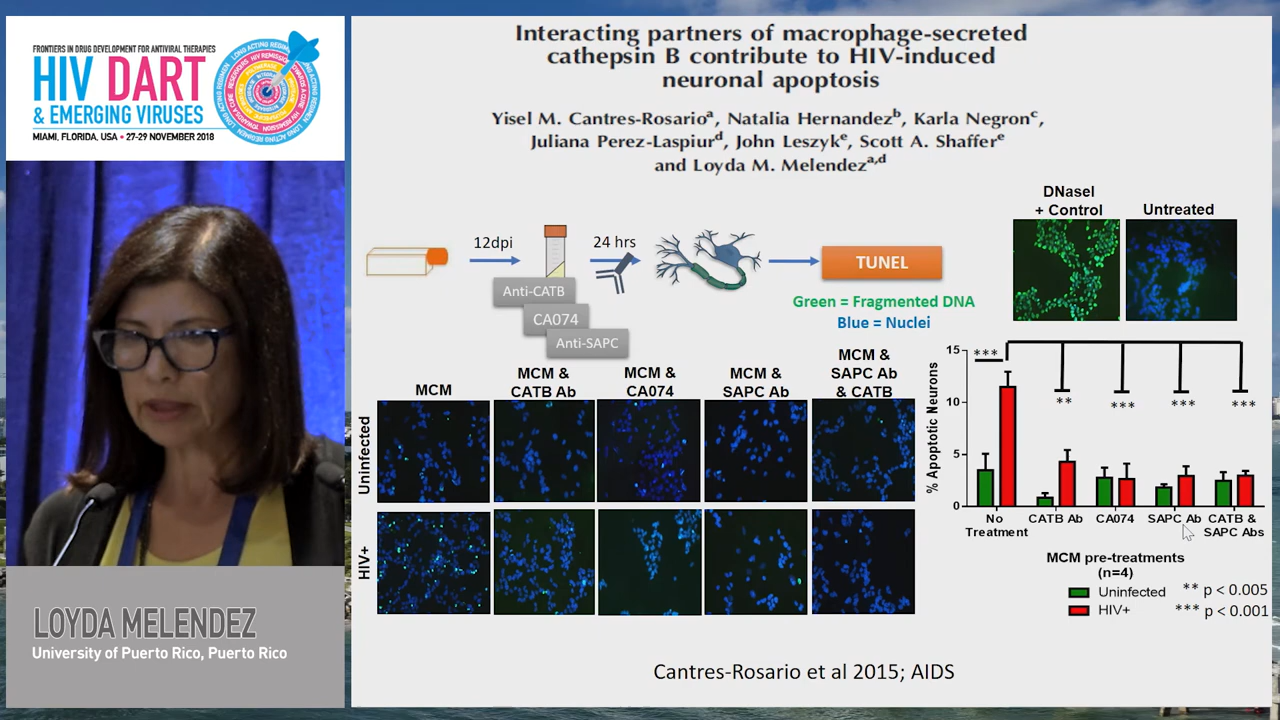 FRONTIERS IN DRUG DEVELOPMENT FOR ANTIVIRAL THERAPIES
HIV DART
& EMERGING VIRUSES
MIAMI, FLORIDA, USA • 27-29 NOVEMBER 2018
LOYDA MELENDEZ
University of Puerto Rico, Puerto Rico
Interacting partners of macrophage-secreted
cathepsin B contribute to HIV-induced
neuronal apoptosis
Yisel M. Cantres-Rosarioᵃ, Natalia Hernandezᵇ, Karla Negronᶜ,
Juliana Perez-Laspiurᵈ, John Leszykᵉ, Scott A. Shafferᵉ
and Loyda M. Melendezᵃ,ᵈ
12dpi
24 hrs
Anti-CATB
CA074
Anti-SAPC
TUNEL
Green = Fragmented DNA
Blue = Nuclei
DNaseI
+ Control
Untreated
MCM
MCM &
CATB Ab
MCM &
CA074
MCM &
SAPC Ab
MCM &
SAPC Ab
& CATB
Uninfected
HIV+
% Apoptotic Neurons
15
10
5
0
***
**
***
***
***
No
Treatment
CATB Ab
CA074
SAPC Ab
CATB &
SAPC Abs
MCM pre-treatments
(n=4)
Uninfected
HIV+
** p < 0.005
*** p < 0.001
Cantres-Rosario et al 2015; AIDS